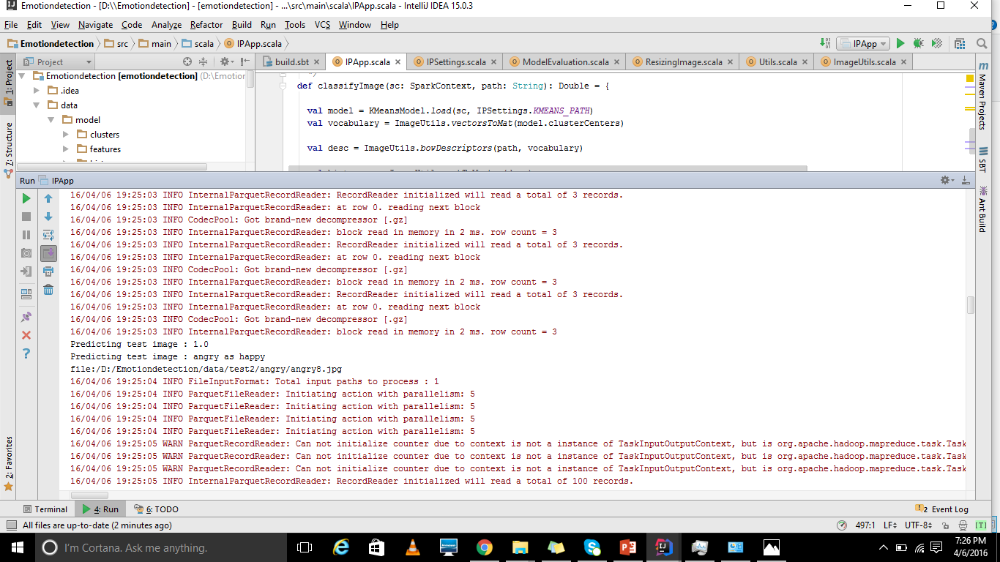 Emotiondetection - [D:\\Emotiondetection] - [emotiondetection] - ...\src\main\scala\IPApp.scala - IntelliJ IDEA 15.0.3
File Edit View Navigate Code Analyze Refactor Build Run Tools VCS Window Help
Emotiondetection src main scala IPApp.scala IPApp
Project
build.sbt IPApp.scala IPSettings.scala ModelEvaluation.scala ResizingImage.scala Utils.scala ImageUtils.scala
1: Project
7: Structure
2: Favorites
Emotiondetection [emotiondetection] (D:\Emotion
.idea
data
model
clusters
features
*/
def classifyImage(sc: SparkContext, path: String): Double = {
val model = KMeansModel.load(sc, IPSettings.KMEANS_PATH)
val vocabulary = ImageUtils.vectorsToMat(model.clusterCenters)
val desc = ImageUtils.bowDescriptors(path, vocabulary)
Maven Projects
SBT
Ant Build
Run IPApp
16/04/06 19:25:03 INFO InternalParquetRecordReader: RecordReader initialized will read a total of 3 records.
16/04/06 19:25:03 INFO InternalParquetRecordReader: at row 0. reading next block
16/04/06 19:25:03 INFO CodecPool: Got brand-new decompressor [.gz]
16/04/06 19:25:03 INFO InternalParquetRecordReader: block read in memory in 2 ms. row count = 3
16/04/06 19:25:03 INFO InternalParquetRecordReader: RecordReader initialized will read a total of 3 records.
16/04/06 19:25:03 INFO InternalParquetRecordReader: at row 0. reading next block
16/04/06 19:25:03 INFO CodecPool: Got brand-new decompressor [.gz]
16/04/06 19:25:03 INFO InternalParquetRecordReader: block read in memory in 2 ms. row count = 3
16/04/06 19:25:03 INFO InternalParquetRecordReader: RecordReader initialized will read a total of 3 records.
16/04/06 19:25:03 INFO InternalParquetRecordReader: at row 0. reading next block
16/04/06 19:25:03 INFO CodecPool: Got brand-new decompressor [.gz]
16/04/06 19:25:03 INFO InternalParquetRecordReader: block read in memory in 2 ms. row count = 3
Predicting test image : 1.0
Predicting test image : angry as happy
file:/D:/Emotiondetection/data/test2/angry/angry8.jpg
16/04/06 19:25:04 INFO FileInputFormat: Total input paths to process : 1
16/04/06 19:25:04 INFO ParquetFileReader: Initiating action with parallelism: 5
16/04/06 19:25:04 INFO ParquetFileReader: Initiating action with parallelism: 5
16/04/06 19:25:04 INFO ParquetFileReader: Initiating action with parallelism: 5
16/04/06 19:25:04 INFO ParquetFileReader: Initiating action with parallelism: 5
16/04/06 19:25:05 WARN ParquetRecordReader: Can not initialize counter due to context is not a instance of TaskInputOutputContext, but is org.apache.hadoop.mapreduce.task.Task
16/04/06 19:25:05 WARN ParquetRecordReader: Can not initialize counter due to context is not a instance of TaskInputOutputContext, but is org.apache.hadoop.mapreduce.task.Task
16/04/06 19:25:05 WARN ParquetRecordReader: Can not initialize counter due to context is not a instance of TaskInputOutputContext, but is org.apache.hadoop.mapreduce.task.Task
16/04/06 19:25:05 INFO InternalParquetRecordReader: RecordReader initialized will read a total of 100 records.
Terminal 4: Run 6: TODO 2 Event Log
All files are up-to-date (2 minutes ago) 497:1 LF UTF-8 [T]
I'm Cortana. Ask me anything.
7:26 PM
4/6/2016